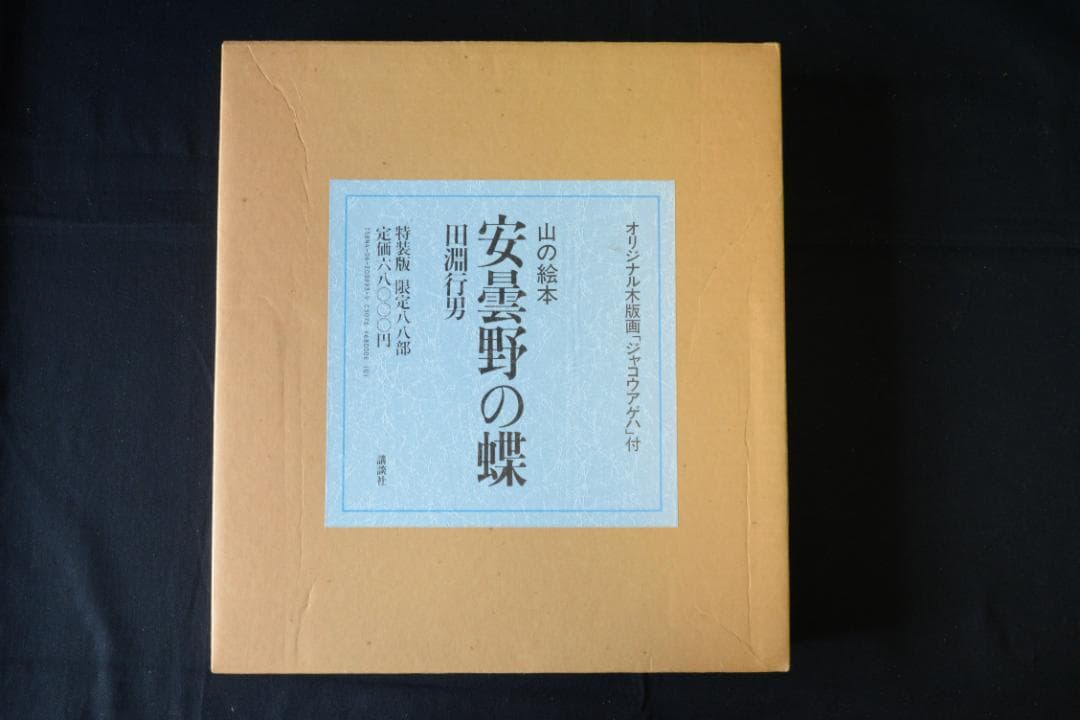 オリジナル木版画「ジャコウアゲハ」付
山の絵本
安曇野の蝶
田淵行男
特装版 限定八八部
定価六八〇〇〇円
講談社